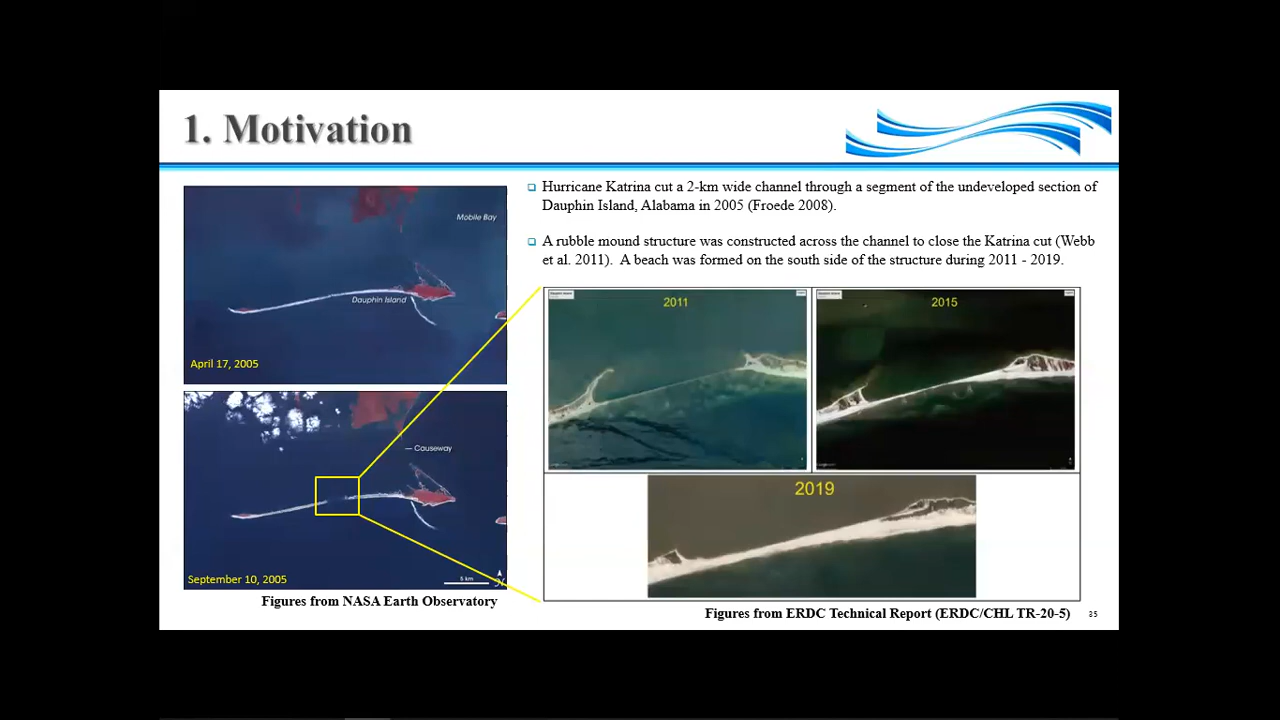 1. Motivation
Mobile Bay
Dauphin Island
April 17, 2005
Causeway
September 10, 2005
5 km
N
Figures from NASA Earth Observatory
Hurricane Katrina cut a 2-km wide channel through a segment of the undeveloped section of
Dauphin Island, Alabama in 2005 (Froede 2008).
A rubble mound structure was constructed across the channel to close the Katrina cut (Webb
et al. 2011). A beach was formed on the south side of the structure during 2011 - 2019.
2011
2015
2019
Figures from ERDC Technical Report (ERDC/CHL TR-20-5)
35